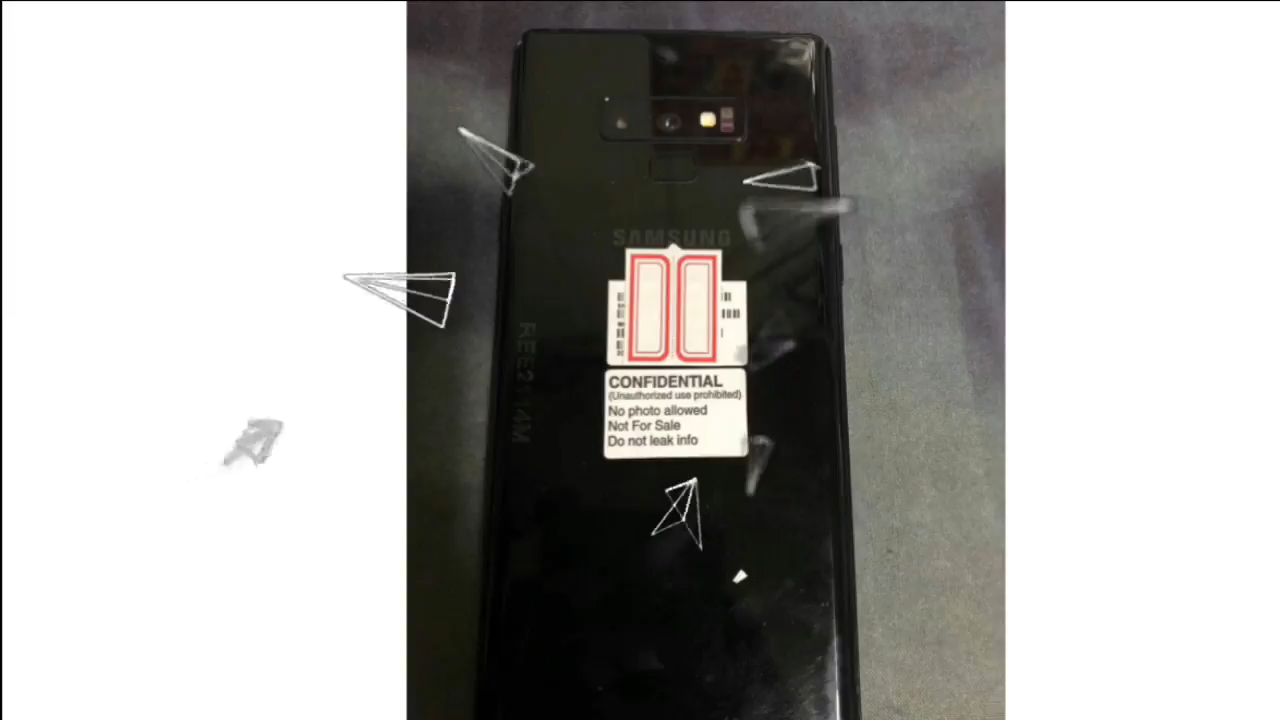 SAMSUNG
CONFIDENTIAL
(Unauthorized use prohibited)
No photo allowed
Not For Sale
Do not leak info